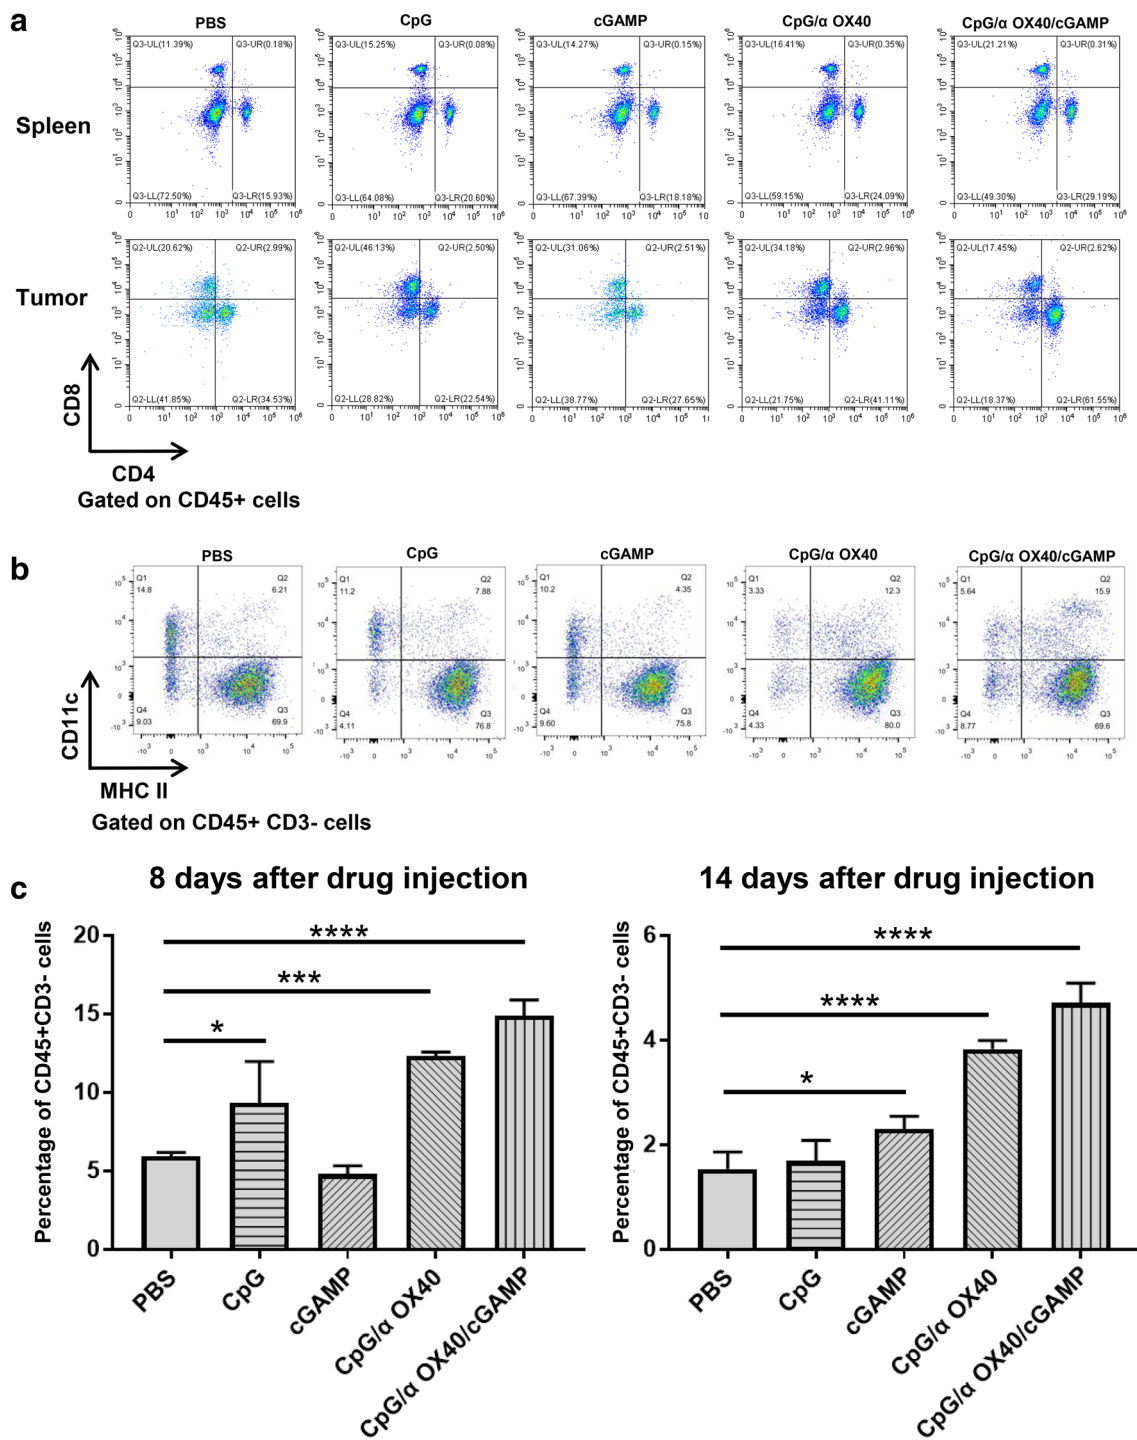 a
PBS
CpG
cGAMP
CpG/α OX40
CpG/α OX40/cGAMP
Spleen
Q3-UL(11.39%) Q3-UR(0.18%)
Q3-LL(72.50%) Q3-LR(15.93%)
Q3-UL(15.25%) Q3-UR(0.08%)
Q3-LL(64.08%) Q3-LR(20.60%)
Q3-UL(14.27%) Q3-UR(0.15%)
Q3-LL(67.39%) Q3-LR(18.18%)
Q3-UL(16.41%) Q3-UR(0.35%)
Q3-LL(59.15%) Q3-LR(24.09%)
Q3-UL(21.21%) Q3-UR(0.31%)
Q3-LL(49.30%) Q3-LR(29.19%)
Tumor
Q2-UL(20.62%) Q2-UR(2.99%)
Q2-LL(41.85%) Q2-LR(34.53%)
Q2-UL(46.13%) Q2-UR(2.50%)
Q2-LL(28.82%) Q2-LR(22.54%)
Q2-UL(31.06%) Q2-UR(2.51%)
Q2-LL(38.77%) Q2-LR(27.65%)
Q2-UL(34.18%) Q2-UR(2.96%)
Q2-LL(21.75%) Q2-LR(41.11%)
Q2-UL(17.45%) Q2-UR(2.62%)
Q2-LL(18.37%) Q2-LR(61.55%)
CD8
CD4
Gated on CD45+ cells
b
PBS
CpG
cGAMP
CpG/α OX40
CpG/α OX40/cGAMP
Q1 Q2
14.8 6.21
Q4 Q3
9.03 69.9
Q1 Q2
11.2 7.88
Q4 Q3
4.11 76.8
Q1 Q2
10.2 4.35
Q4 Q3
9.60 75.8
Q1 Q2
3.33 12.3
Q4 Q3
4.33 80.0
Q1 Q2
5.64 15.9
Q4 Q3
8.77 69.6
CD11c
MHC II
Gated on CD45+ CD3- cells
c
8 days after drug injection
Percentage of CD45+CD3- cells
20
15
10
5
0
****
***
*
PBS
CpG
cGAMP
CpG/α OX40
CpG/α OX40/cGAMP
14 days after drug injection
Percentage of CD45+CD3- cells
6
4
2
0
****
****
*
PBS
CpG
cGAMP
CpG/α OX40
CpG/α OX40/cGAMP